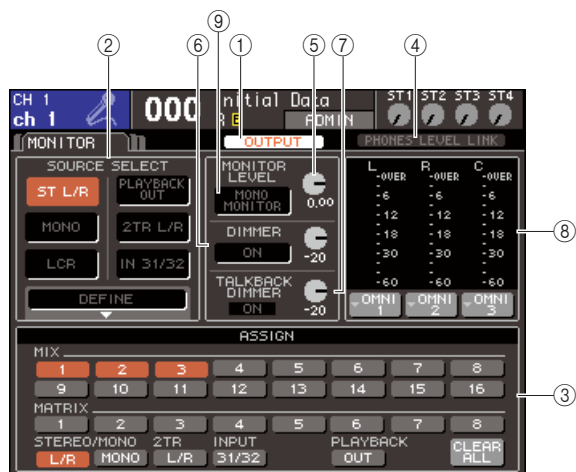 ⑨
② ⑥ ① ⑤ ⑦ ④
CH 1
ch 1
000
nitial Data
R E ADMIN
ST1 ST2 ST3 ST4
MONITOR
OUTPUT
PHONES LEVEL LINK
SOURCE SELECT
ST L/R
PLAYBACK OUT
MONO
2TR L/R
LCR
IN 31/32
DEFINE
MONITOR LEVEL
MONO MONITOR
0.00
DIMMER
ON
-20
TALKBACK DIMMER
ON
-20
L R C
-OVER -OVER -OVER
-6 -6 -6
-12 -12 -12
-18 -18 -18
-30 -30 -30
-60 -60 -60
OMNI 1
OMNI 2
OMNI 3
⑧
ASSIGN
MIX
1 2 3 4 5 6 7 8
9 10 11 12 13 14 15 16
MATRIX
1 2 3 4 5 6 7 8
STEREO/MONO 2TR INPUT PLAYBACK
L/R MONO L/R 31/32 OUT
CLEAR ALL
③